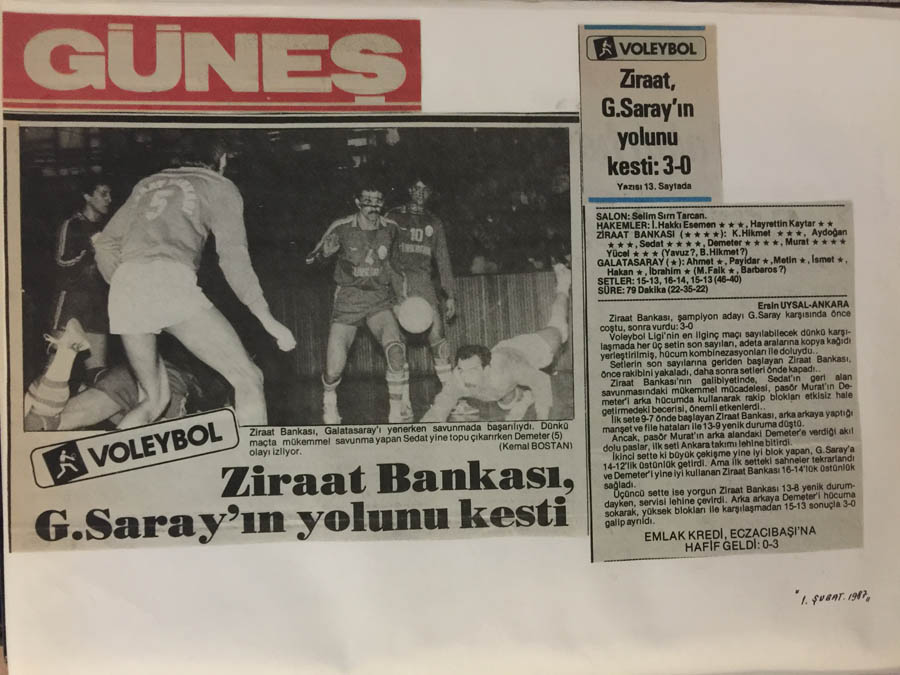 GÜNEŞ
VOLEYBOL
Ziraat,
G.Saray'ın
yolunu
kesti: 3-0
Yazısı 13. Sayfada
5
4
10
Ziraat Bankası, Galatasaray'ı yenerken savunmada başarılıydı. Dünkü
maçta mükemmel savunma yapan Sedat yine topu çıkarırken Demeter (5)
olayı izliyor. (Kemal BOSTAN)
VOLEYBOL
Ziraat Bankası,
G.Saray'ın yolunu kesti
SALON: Selim Sırrı Tarcan.
HAKEMLER: İ.Hakkı Esemen ★ ★ ★, Hayrettin Kaytar ★ ★
ZİRAAT BANKASI (★ ★ ★ ★): K.Hikmet ★ ★ ★, Aydoğan
★ ★ ★, Sedat ★ ★ ★ ★, Demeter ★ ★ ★ ★, Murat ★ ★ ★ ★
Yücel ★ ★ ★ (Yavuz?, B.Hikmet?)
GALATASARAY (★): Ahmet ★, Payidar ★, Metin ★, İsmet ★,
Hakan ★, İbrahim ★ (M.Faik ★, Barbaros?)
SETLER: 15-13, 16-14, 15-13 (46-40)
SÜRE: 79 Dakika (22-35-22)
Ersin UYSAL-ANKARA
Ziraat Bankası, şampiyon adayı G.Saray karşısında önce
coştu, sonra vurdu: 3-0
Voleybol Ligi'nin en ilginç maçı sayılabilecek dünkü karşı-
laşmada her üç setin son sayıları, adeta aralarına kopya kağıdı
yerleştirilmiş, hücum kombinezasyonları ile doluydu..
Setlerin son sayılarına geriden başlayan Ziraat Bankası,
önce rakibini yakaladı, daha sonra setleri önde kapadı..
Ziraat Bankası'nın galibiyetinde, Sedat'ın geri alan
savunmasındaki mükemmel mücadelesi, pasör Murat'ın De-
meter'i arka hücumda kullanarak rakip blokları etkisiz hale
getirmedeki becerisi, önemli etkenlerdi..
İlk sete 9-7 önde başlayan Ziraat Bankası, arka arkaya yaptığı
manşet ve file hataları ile 13-9 yenik duruma düştü.
Ancak, pasör Murat'ın arka alandaki Demeter'e verdiği akıl
dolu paslar, ilk seti Ankara takımı lehine bitirdi.
İkinci sette ki büyük çekişme yine iyi blok yapan, G.Saray'a
14-12'lik üstünlük getirdi. Ama ilk setteki sahneler tekrarlandı
ve Demeter'i yine iyi kullanan Ziraat Bankası 16-14'lük üstünlük
sağladı.
Üçüncü sette ise yorgun Ziraat Bankası 13-8 yenik durum-
dayken, servisi lehine çevirdi. Arka arkaya Demeter'i hücuma
sokarak, yüksek blokları ile karşılaşmadan 15-13 sonuçla 3-0
galip ayrıldı.
EMLAK KREDİ, ECZACIBAŞI'NA
HAFİF GELDİ: 0-3
"1. ŞUBAT. 1987"